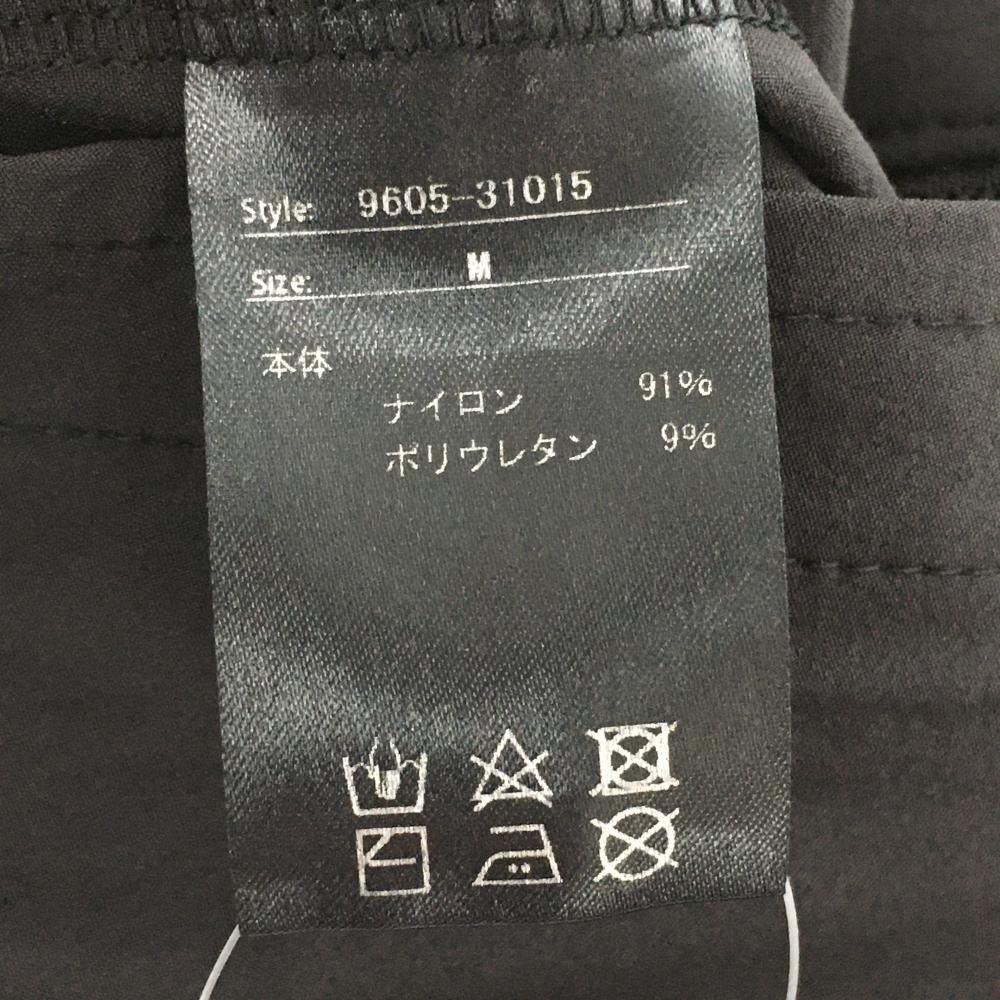 Style: 9605-31015
Size: M
本体
ナイロン 91%
ポリウレタン 9%